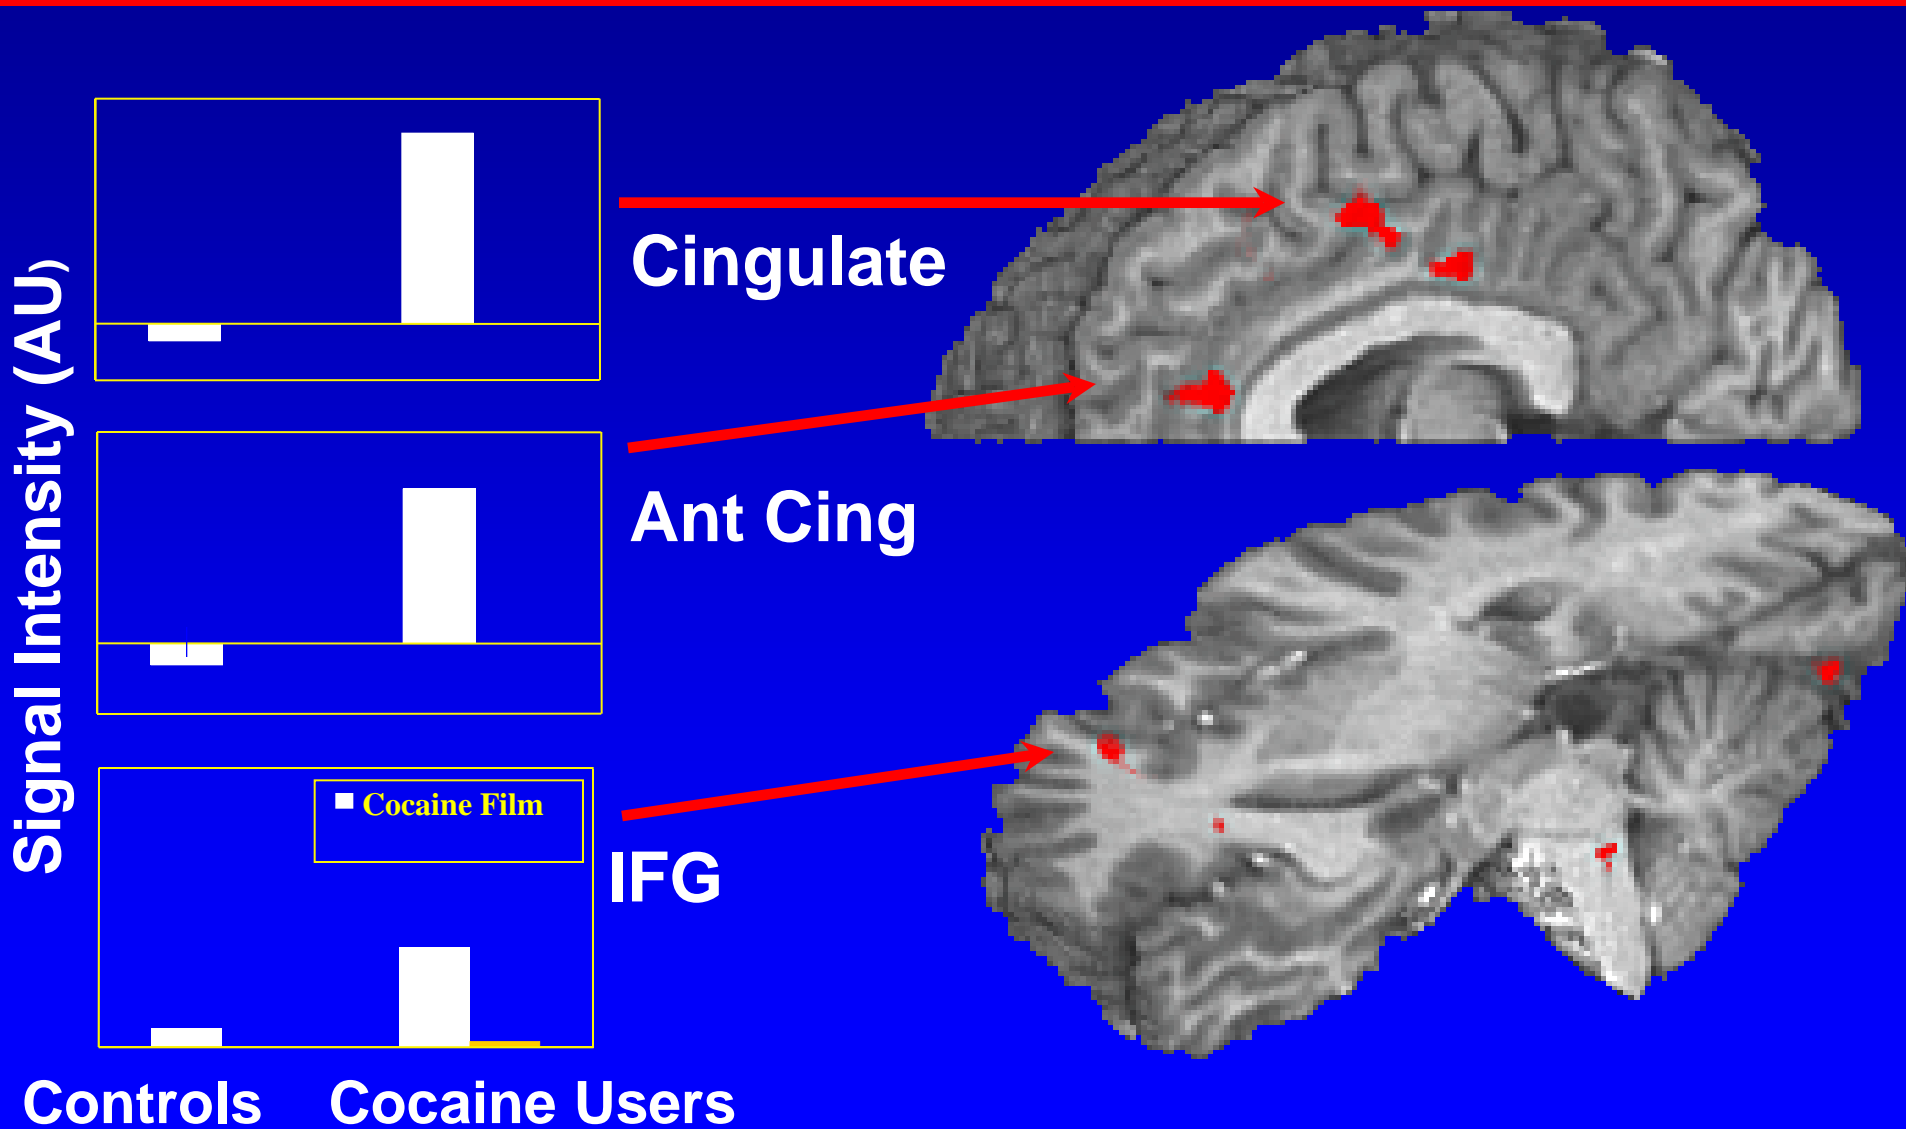 Signal Intensity (AU)
Cingulate
Ant Cing
Cocaine Film
IFG
Controls Cocaine Users